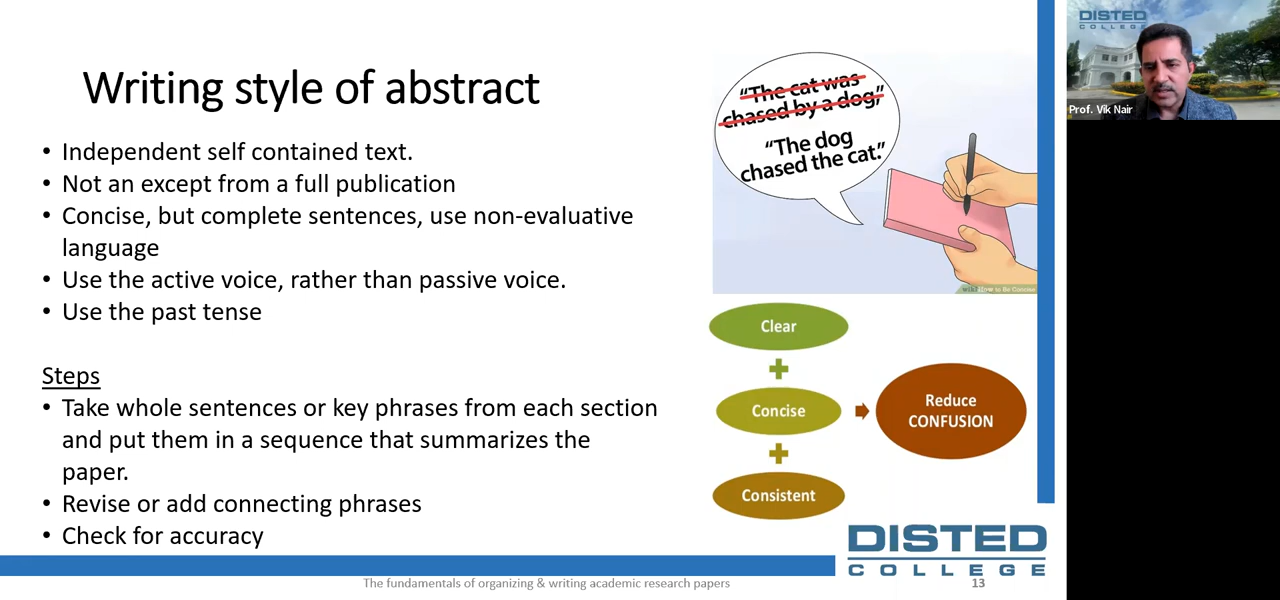 Writing style of abstract
• Independent self contained text.
• Not an except from a full publication
• Concise, but complete sentences, use non-evaluative
language
• Use the active voice, rather than passive voice.
• Use the past tense
Steps
• Take whole sentences or key phrases from each section
and put them in a sequence that summarizes the
paper.
• Revise or add connecting phrases
• Check for accuracy
"The cat was
chased by a dog,"
"The dog
chased the cat."
wikiHow to Be Concise
Clear
Concise
Consistent
Reduce
CONFUSION
DISTED
COLLEGE
The fundamentals of organizing & writing academic research papers
13
DISTED
COLLEGE
Prof. Vik Nair